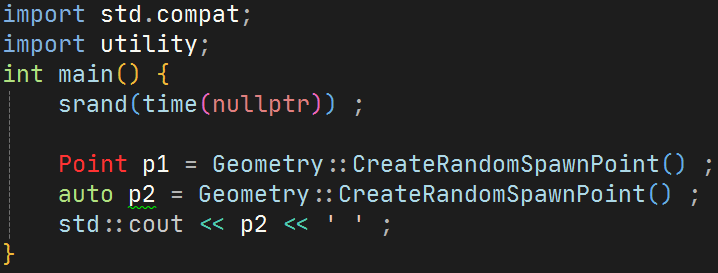 import std.compat;
import utility;
int main() {
    srand(time(nullptr)) ;
    Point p1 = Geometry::CreateRandomSpawnPoint() ;
    auto p2 = Geometry::CreateRandomSpawnPoint() ;
    std::cout << p2 << ' ' ;
}